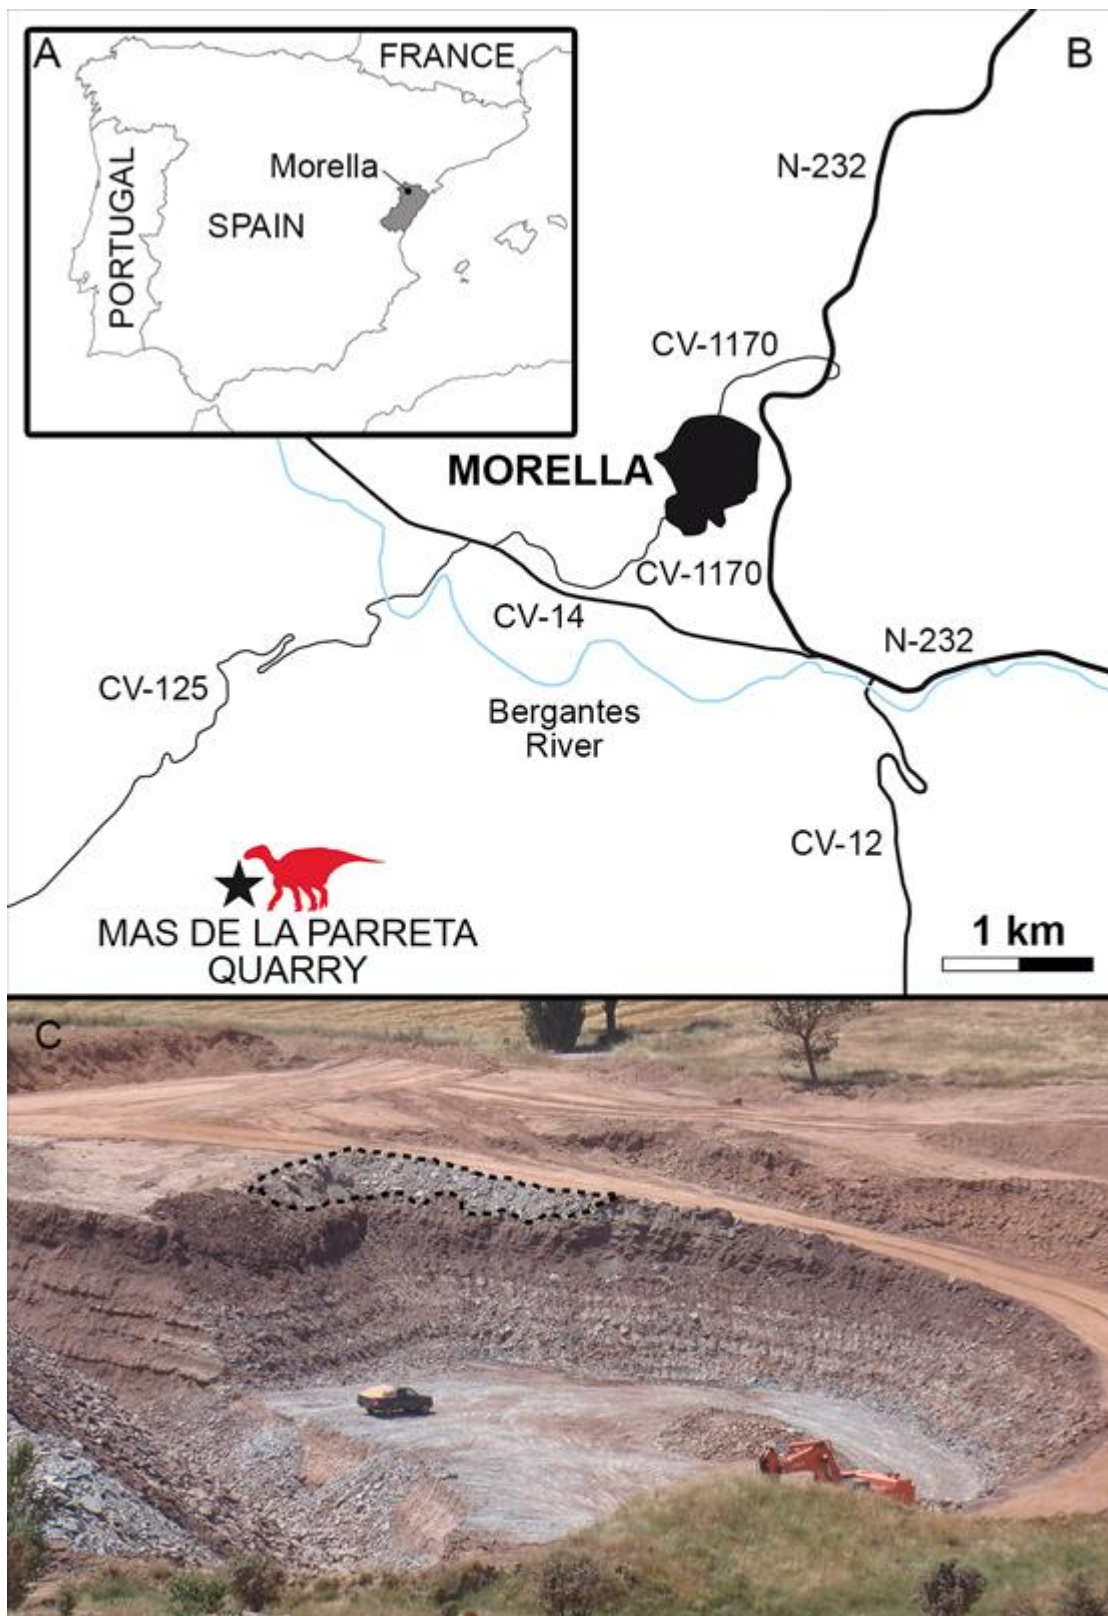 A
FRANCE
Morella
SPAIN
PORTUGAL
B
N-232
CV-1170
MORELLA
CV-1170
CV-14
N-232
CV-125
Bergantes
River
CV-12
MAS DE LA PARRETA
QUARRY
1 km
C